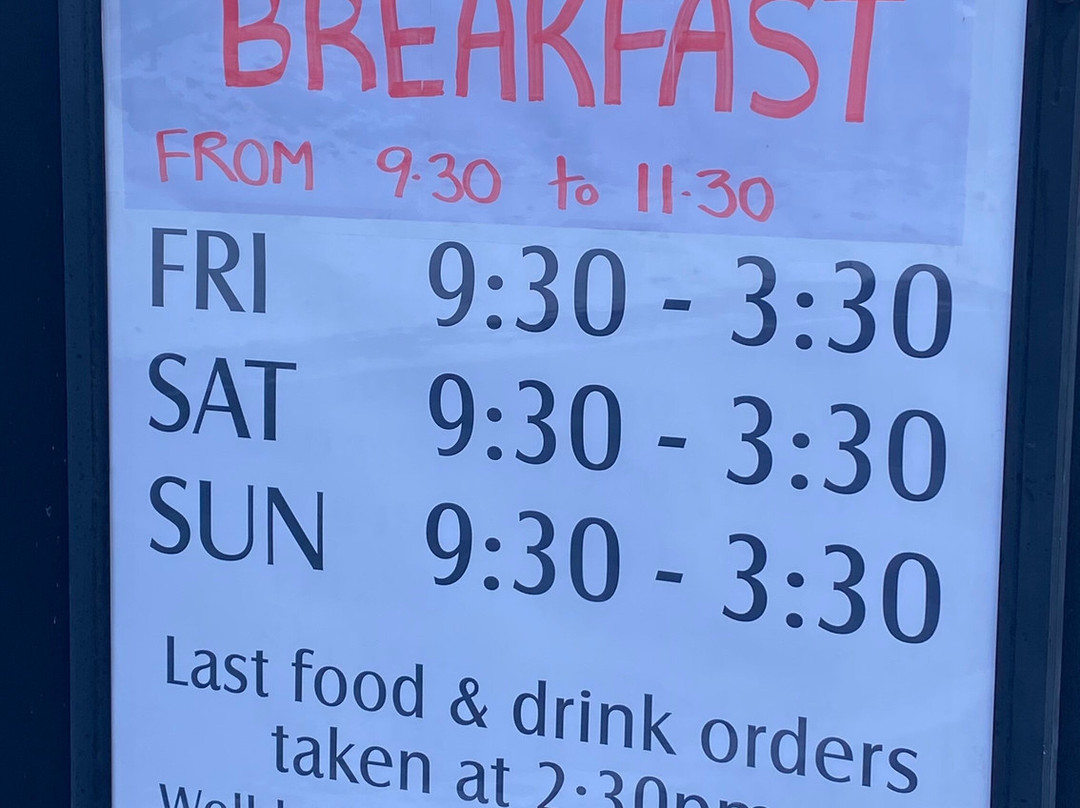 BREAKFAST
FROM 9.30 to 11.30
FRI 9:30 - 3:30
SAT 9:30 - 3:30
SUN 9:30 - 3:30
Last food & drink orders
taken at 2:30pm